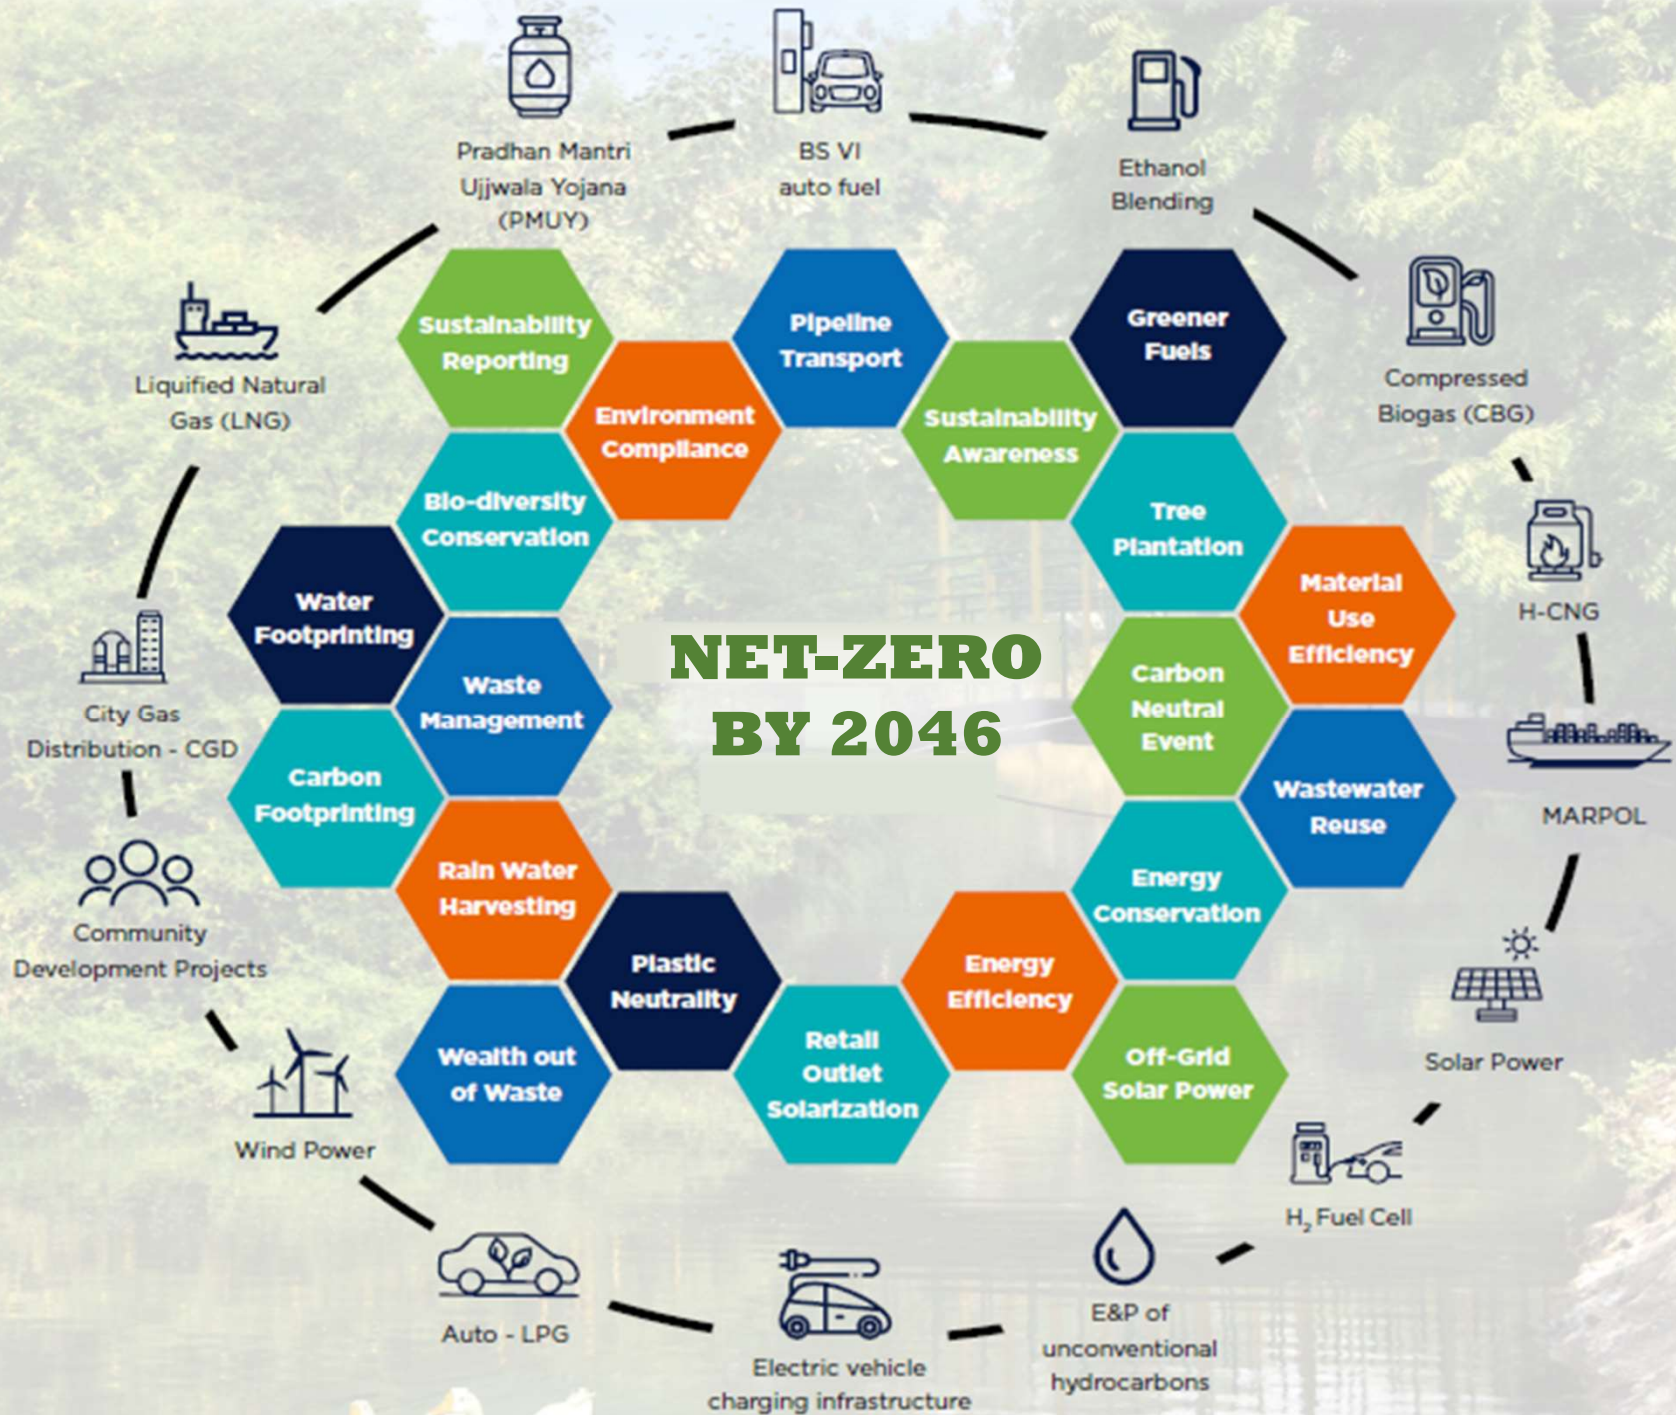 Pradhan Mantri
Ujjwala Yojana
(PMUY)
BS VI
auto fuel
Ethanol
Blending
Compressed
Biogas (CBG)
H-CNG
MARPOL
Solar Power
H₂ Fuel Cell
E&P of
unconventional
hydrocarbons
Electric vehicle
charging infrastructure
Auto - LPG
Wind Power
Community
Development Projects
City Gas
Distribution - CGD
Liquified Natural
Gas (LNG)
Sustainability
Reporting
Environment
Compliance
Pipeline
Transport
Sustainability
Awareness
Greener
Fuels
Tree
Plantation
Material
Use
Efficiency
Carbon
Neutral
Event
Wastewater
Reuse
Energy
Conservation
Off-Grid
Solar Power
Energy
Efficiency
Retail
Outlet
Solarization
Plastic
Neutrality
Wealth out
of Waste
Rain Water
Harvesting
Carbon
Footprinting
Waste
Management
Water
Footprinting
Bio-diversity
Conservation
NET-ZERO
BY 2046